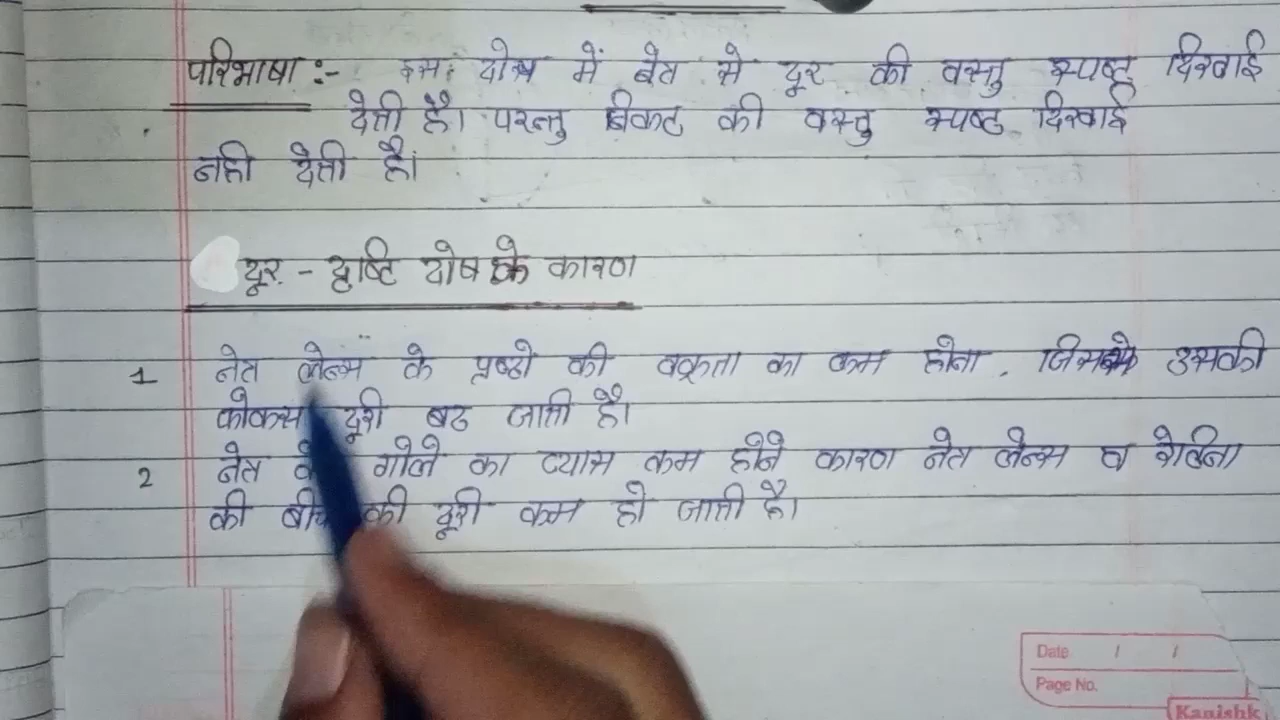 परिभाषा :- इस दोष में नेत से दूर की वस्तु स्पष्ट दिखाई
देती है। परन्तु निकट की वस्तु स्पष्ट दिखाई
नही देती है।
दूर - दृष्टि दोष के कारण
1 नेत लेन्स के प्रष्ठो की वक्रता का कम होना . जिससे उसकी
फोकस दूरी बढ जाती है।
2 नेत के गोले का व्यास कम होने कारण नेत लेन्स व रेटिना
की बीच की दूरी कम हो जाती है।
Date / /
Page No.
Kanishk